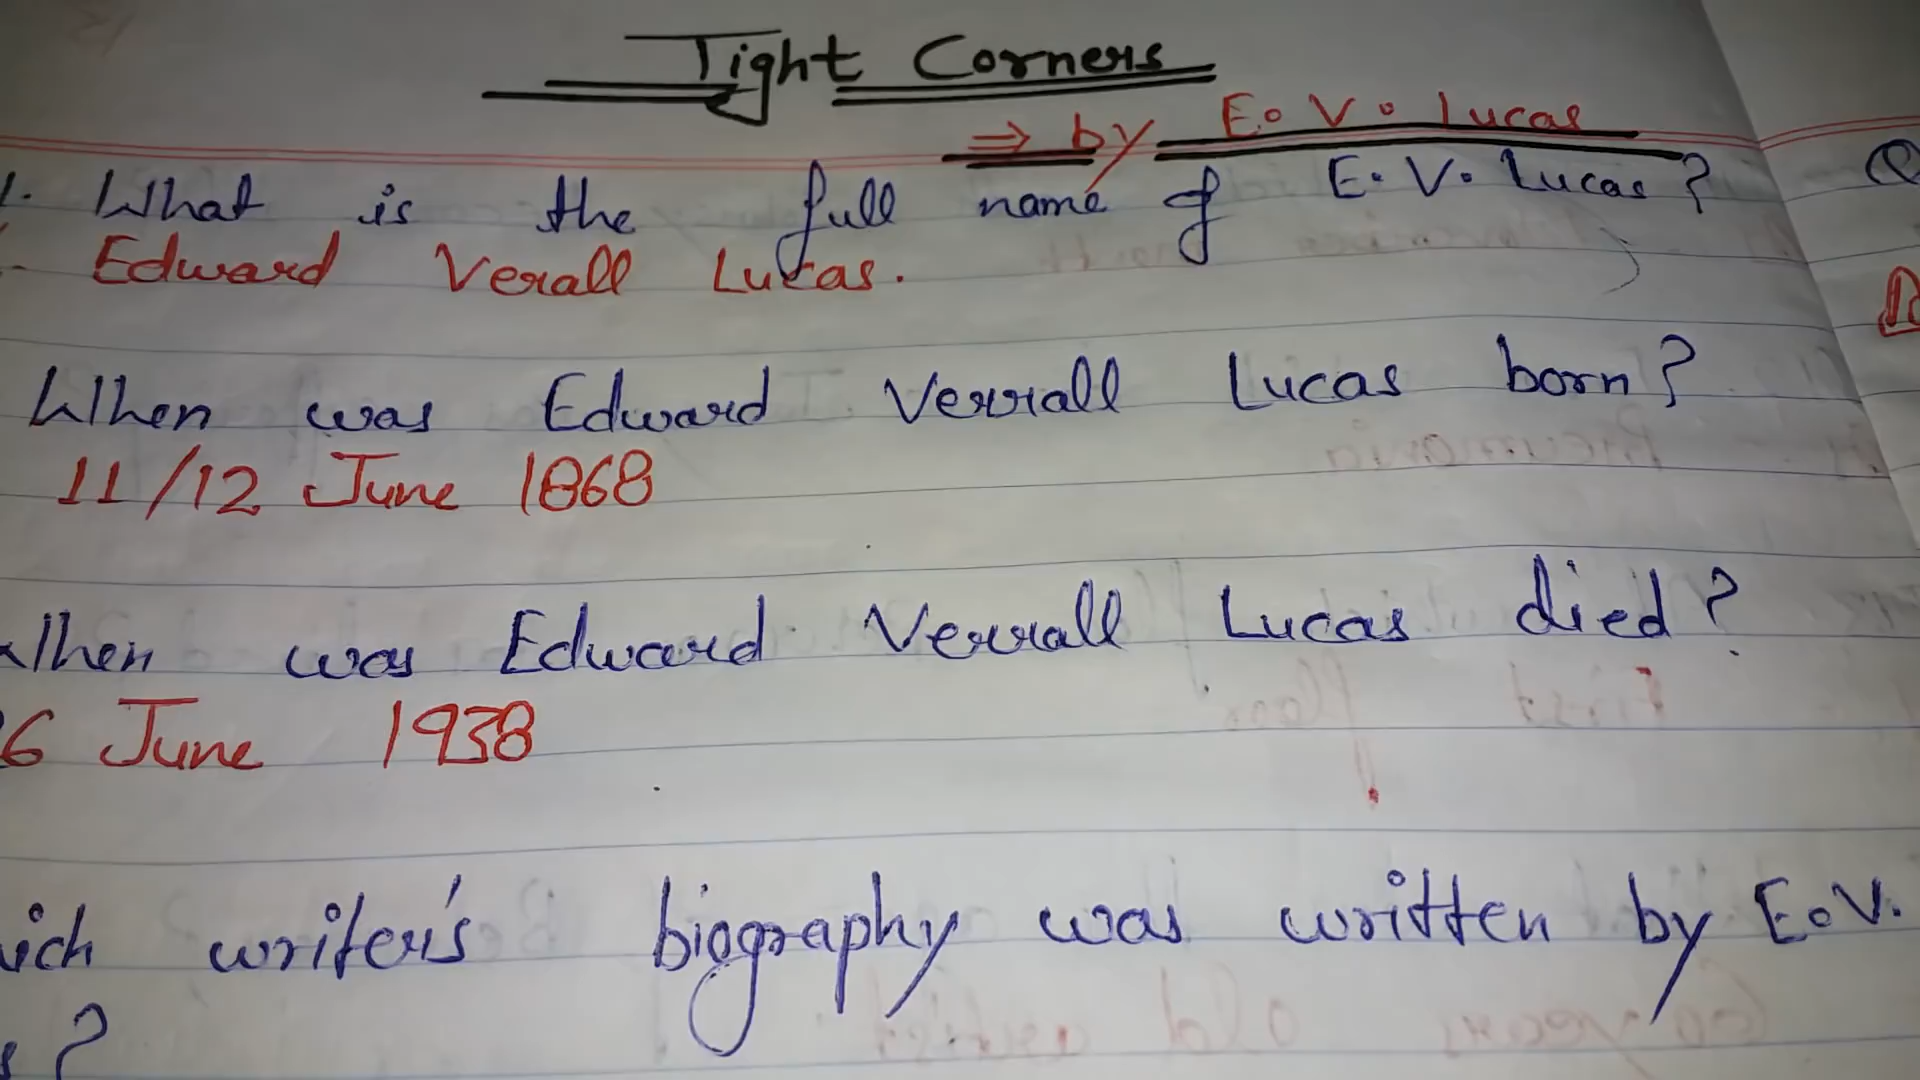 Tight Corners
⇒ by E. V. Lucas
1. What is the full name of E. V. Lucas?
Edward Verall Lucas.
When was Edward Verrall Lucas born?
11/12 June 1868
When was Edward Verrall Lucas died?
6 June 1938
ich writer's biography was written by E. V.
s?